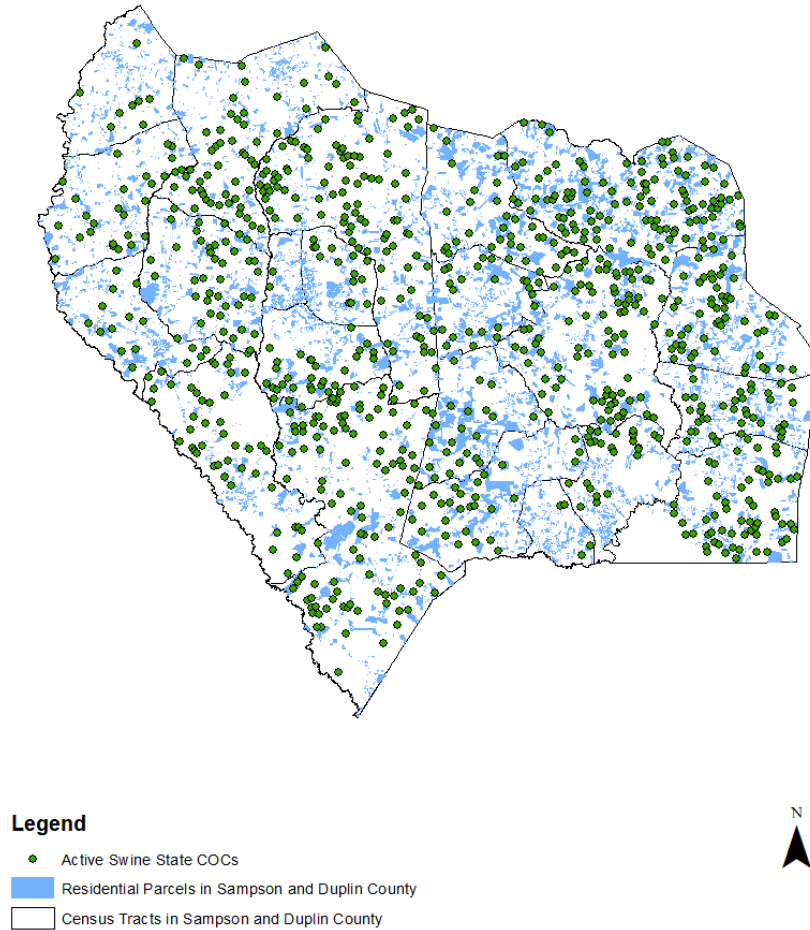 Legend
N
Active Swine State COCs
Residential Parcels in Sampson and Duplin County
Census Tracts in Sampson and Duplin County